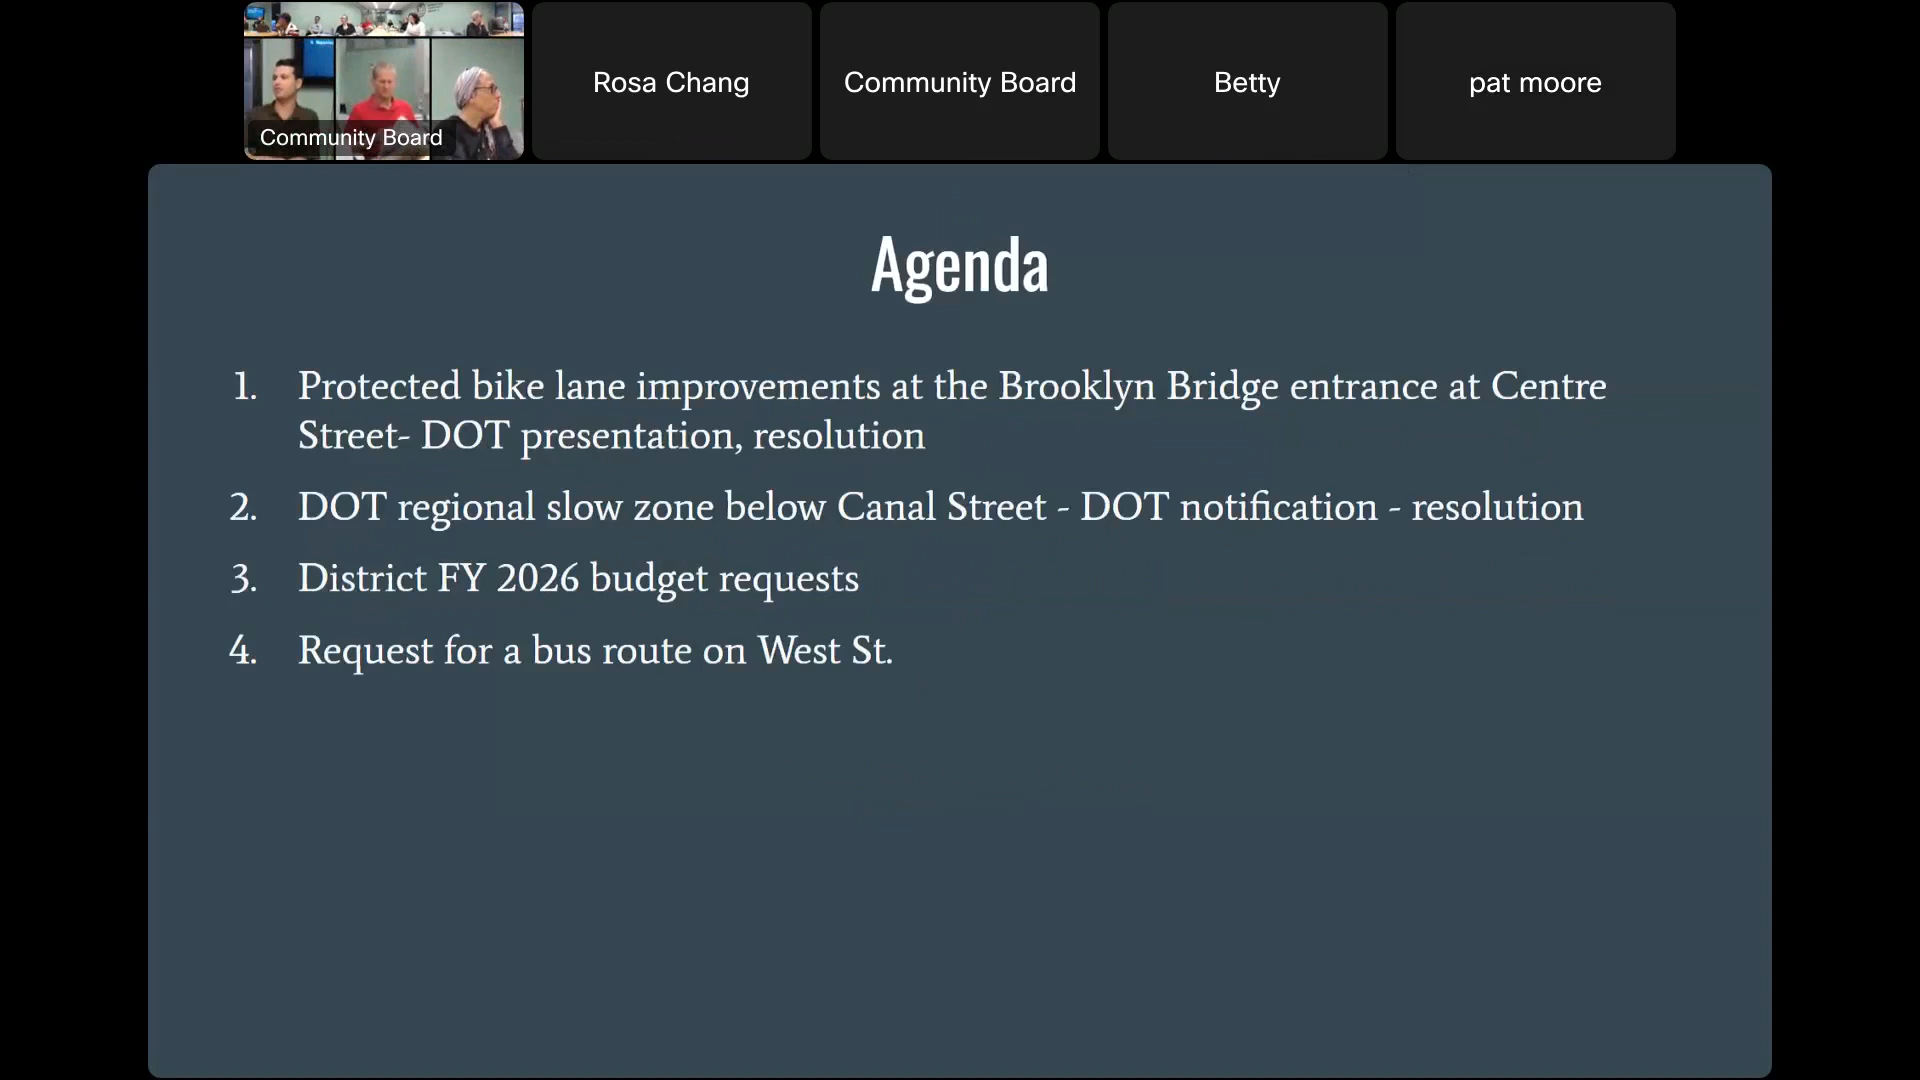 Community Board
Rosa Chang
Community Board
Betty
pat moore
Agenda
1. Protected bike lane improvements at the Brooklyn Bridge entrance at Centre
Street- DOT presentation, resolution
2. DOT regional slow zone below Canal Street - DOT notification - resolution
3. District FY 2026 budget requests
4. Request for a bus route on West St.